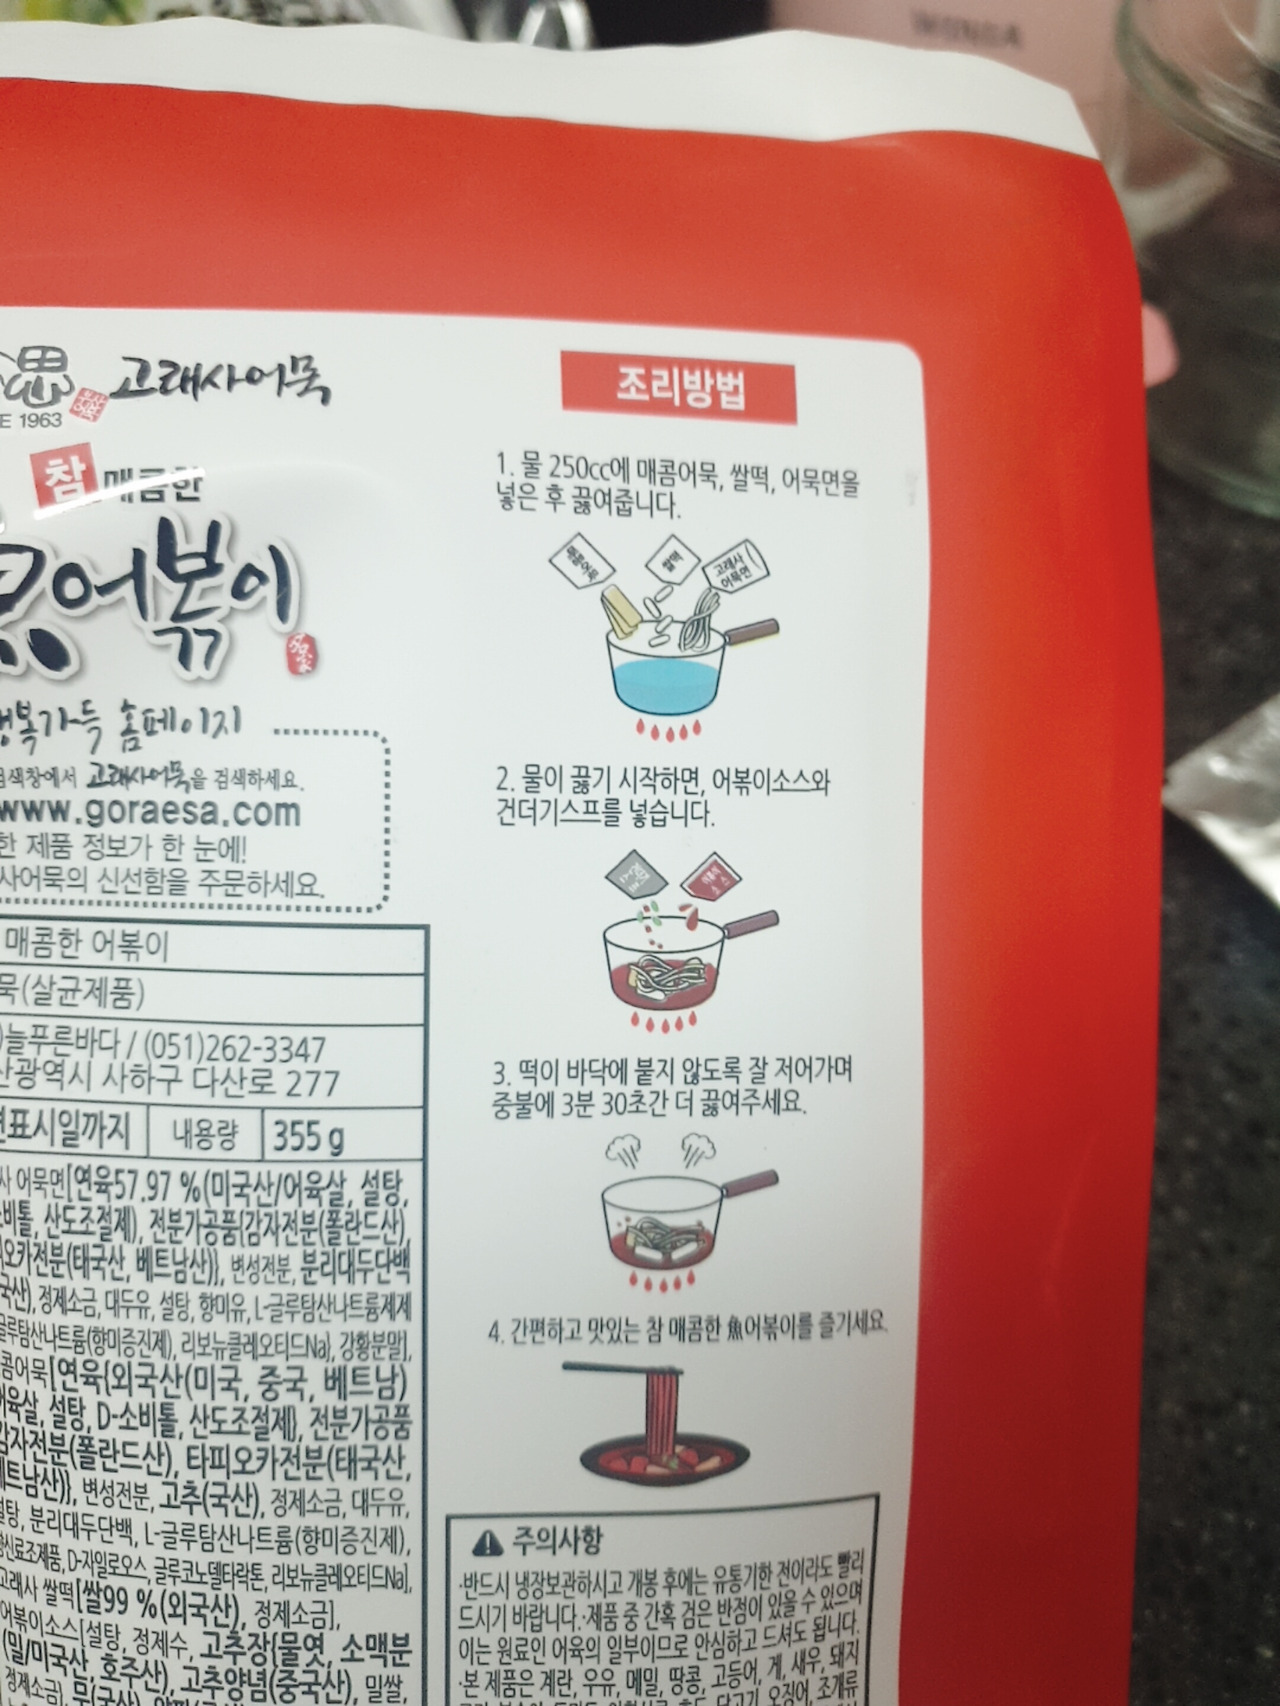 고래사어묵
E 1963
참 매콤한
어볶이
행복가득 홈페이지
검색창에서 고래사어묵을 검색하세요.
www.goraesa.com
한 제품 정보가 한 눈에!
사어묵의 신선함을 주문하세요.
매콤한 어볶이
묵(살균제품)
)늘푸른바다 / (051)262-3347
산광역시 사하구 다산로 277
표시일까지 내용량 355 g
사 어묵면[연육57.97 %(미국산/어육살, 설탕,
비톨, 산도조절제), 전분가공품{감자전분(폴란드산),
오카전분(태국산, 베트남산)}, 변성전분, 분리대두단백
국산), 정제소금, 대두유, 설탕, 향미유, L-글루탐산나트륨제제
글루탐산나트륨(향미증진제), 리보뉴클레오티드Na), 강황분말],
콤어묵[연육{외국산(미국, 중국, 베트남)
어육살, 설탕, D-소비톨, 산도조절제}, 전분가공품
감자전분(폴란드산), 타피오카전분(태국산,
베트남산)}, 변성전분, 고추(국산), 정제소금, 대두유,
설탕, 분리대두단백, L-글루탐산나트륨(향미증진제),
향신료조제품, D-자일로오스, 글루코노델타락톤, 리보뉴클레오티드Na],
고래사 쌀떡[쌀99 %(외국산), 정제소금],
어볶이소스[설탕, 정제수, 고추장{물엿, 소맥분
(밀/미국산, 호주산), 고추양념(중국산), 밀쌀,
정제소금},
조리방법
1. 물 250cc에 매콤어묵, 쌀떡, 어묵면을
넣은 후 끓여줍니다.
매콤어묵
쌀떡
고래사
어묵면
2. 물이 끓기 시작하면, 어볶이소스와
건더기스프를 넣습니다.
3. 떡이 바닥에 붙지 않도록 잘 저어가며
중불에 3분 30초간 더 끓여주세요.
4. 간편하고 맛있는 참 매콤한 魚어볶이를 즐기세요.
주의사항
·반드시 냉장보관하시고 개봉 후에는 유통기한 전이라도 빨리
드시기 바랍니다. ·제품 중 간혹 검은 반점이 있을 수 있으며
이는 원료인 어육의 일부이므로 안심하고 드셔도 됩니다.
·본 제품은 계란, 우유, 메밀, 땅콩, 고등어, 게, 새우, 돼지
오징어, 조개류